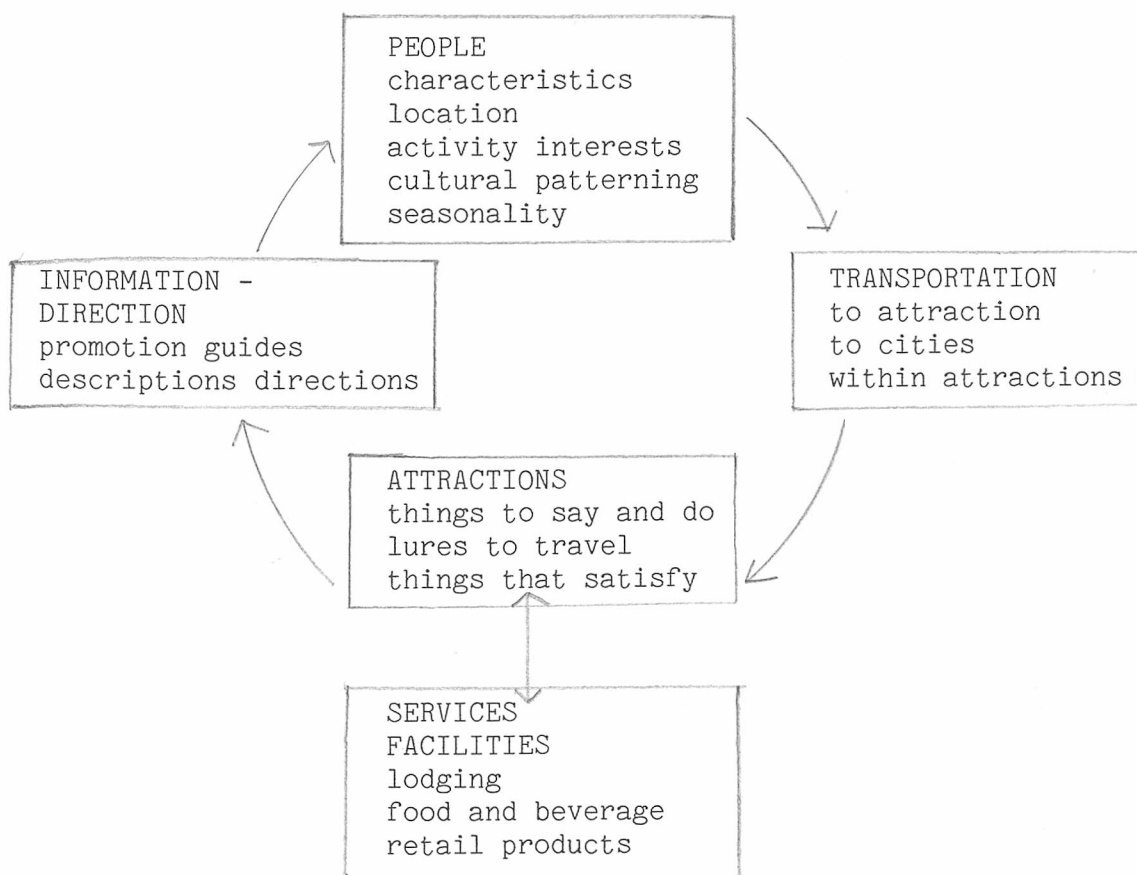 PEOPLE
characteristics
location
activity interests
cultural patterning
seasonality
INFORMATION -
DIRECTION
promotion guides
descriptions directions
TRANSPORTATION
to attraction
to cities
within attractions
ATTRACTIONS
things to say and do
lures to travel
things that satisfy
SERVICES
FACILITIES
lodging
food and beverage
retail products